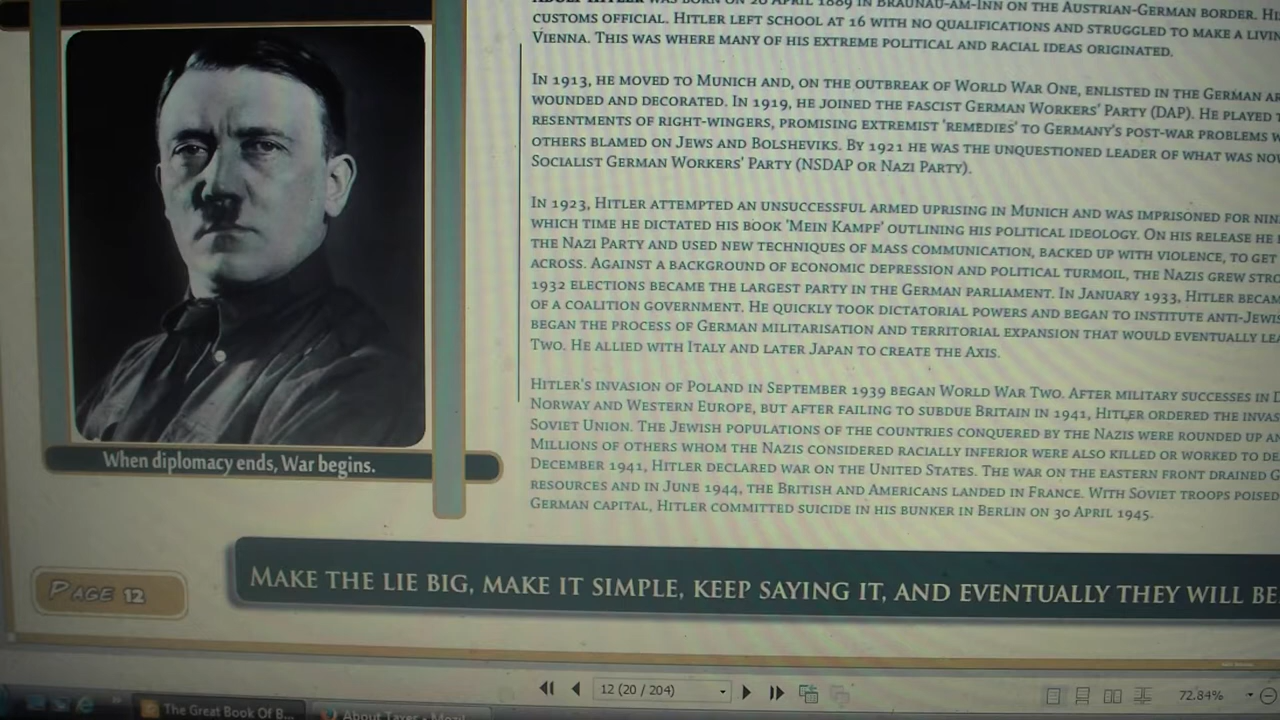 ADOLF HITLER WAS BORN ON 20 APRIL 1889 IN BRAUNAU-AM-INN ON THE AUSTRIAN-GERMAN BORDER.
CUSTOMS OFFICIAL. HITLER LEFT SCHOOL AT 16 WITH NO QUALIFICATIONS AND STRUGGLED TO MAKE A
VIENNA. THIS WAS WHERE MANY OF HIS EXTREME POLITICAL AND RACIAL IDEAS ORIGINATED.
IN 1913, HE MOVED TO MUNICH AND, ON THE OUTBREAK OF WORLD WAR ONE, ENLISTED IN THE GERMAN
WOUNDED AND DECORATED. IN 1919, HE JOINED THE FASCIST GERMAN WORKERS' PARTY (DAP). HE PLAYED
RESENTMENTS OF RIGHT-WINGERS, PROMISING EXTREMIST 'REMEDIES' TO GERMANY'S POST-WAR PROBLEMS
OTHERS BLAMED ON JEWS AND BOLSHEVIKS. BY 1921 HE WAS THE UNQUESTIONED LEADER OF WHAT WAS
SOCIALIST GERMAN WORKERS' PARTY (NSDAP OR NAZI PARTY).
IN 1923, HITLER ATTEMPTED AN UNSUCCESSFUL ARMED UPRISING IN MUNICH AND WAS IMPRISONED FOR
WHICH TIME HE DICTATED HIS BOOK 'MEIN KAMPF' OUTLINING HIS POLITICAL IDEOLOGY. ON HIS RELEASE HE
THE NAZI PARTY AND USED NEW TECHNIQUES OF MASS COMMUNICATION, BACKED UP WITH VIOLENCE, TO GET
ACROSS. AGAINST A BACKGROUND OF ECONOMIC DEPRESSION AND POLITICAL TURMOIL, THE NAZIS GREW
1932 ELECTIONS BECAME THE LARGEST PARTY IN THE GERMAN PARLIAMENT. IN JANUARY 1933, HITLER
OF A COALITION GOVERNMENT. HE QUICKLY TOOK DICTATORIAL POWERS AND BEGAN TO INSTITUTE
BEGAN THE PROCESS OF GERMAN MILITARISATION AND TERRITORIAL EXPANSION THAT WOULD EVENTUALLY
TWO. HE ALLIED WITH ITALY AND LATER JAPAN TO CREATE THE AXIS.
HITLER'S INVASION OF POLAND IN SEPTEMBER 1939 BEGAN WORLD WAR TWO. AFTER MILITARY SUCCESSES IN
NORWAY AND WESTERN EUROPE, BUT AFTER FAILING TO SUBDUE BRITAIN IN 1941, HITLER ORDERED THE
SOVIET UNION. THE JEWISH POPULATIONS OF THE COUNTRIES CONQUERED BY THE NAZIS WERE ROUNDED UP
MILLIONS OF OTHERS WHOM THE NAZIS CONSIDERED RACIALLY INFERIOR WERE ALSO KILLED OR WORKED TO
DECEMBER 1941, HITLER DECLARED WAR ON THE UNITED STATES. THE WAR ON THE EASTERN FRONT DRAINED
RESOURCES AND IN JUNE 1944, THE BRITISH AND AMERICANS LANDED IN FRANCE. WITH SOVIET TROOPS POISED
GERMAN CAPITAL, HITLER COMMITTED SUICIDE IN HIS BUNKER IN BERLIN ON 30 APRIL 1945.
When diplomacy ends, War begins.
PAGE 12
MAKE THE LIE BIG, MAKE IT SIMPLE, KEEP SAYING IT, AND EVENTUALLY THEY WILL
12 (20 / 204)
72.84%
The Great Book Of B...
About Taxer - Mozil